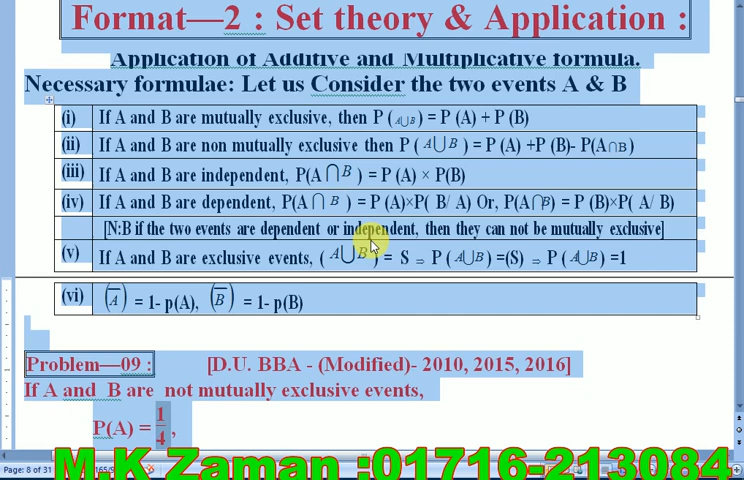 Format—2 : Set theory & Application :
Application of Additive and Multiplicative formula.
Necessary formulae: Let us Consider the two events A & B
(i) If A and B are mutually exclusive, then P ( A∪B ) = P (A) + P (B)
(ii) If A and B are non mutually exclusive then P ( A∪B ) = P (A) +P (B)- P(A∩B)
(iii) If A and B are independent, P(A∩B ) = P (A) × P(B)
(iv) If A and B are dependent, P(A∩ B ) = P (A)×P( B/ A) Or, P(A∩B) = P (B)×P( A/ B)
[N:B if the two events are dependent or independent, then they can not be mutually exclusive]
(v) If A and B are exclusive events, ( A∪B ) = S ⇒ P ( A∪B ) =(S) ⇒ P ( A∪B ) =1
(vi) (A̅) = 1- p(A), (B̅) = 1- p(B)
Problem—09 : [D.U. BBA - (Modified)- 2010, 2015, 2016]
If A and B are not mutually exclusive events,
P(A) = 1/4 ,
M.K Zaman :01716-213084
Page: 8 of 31